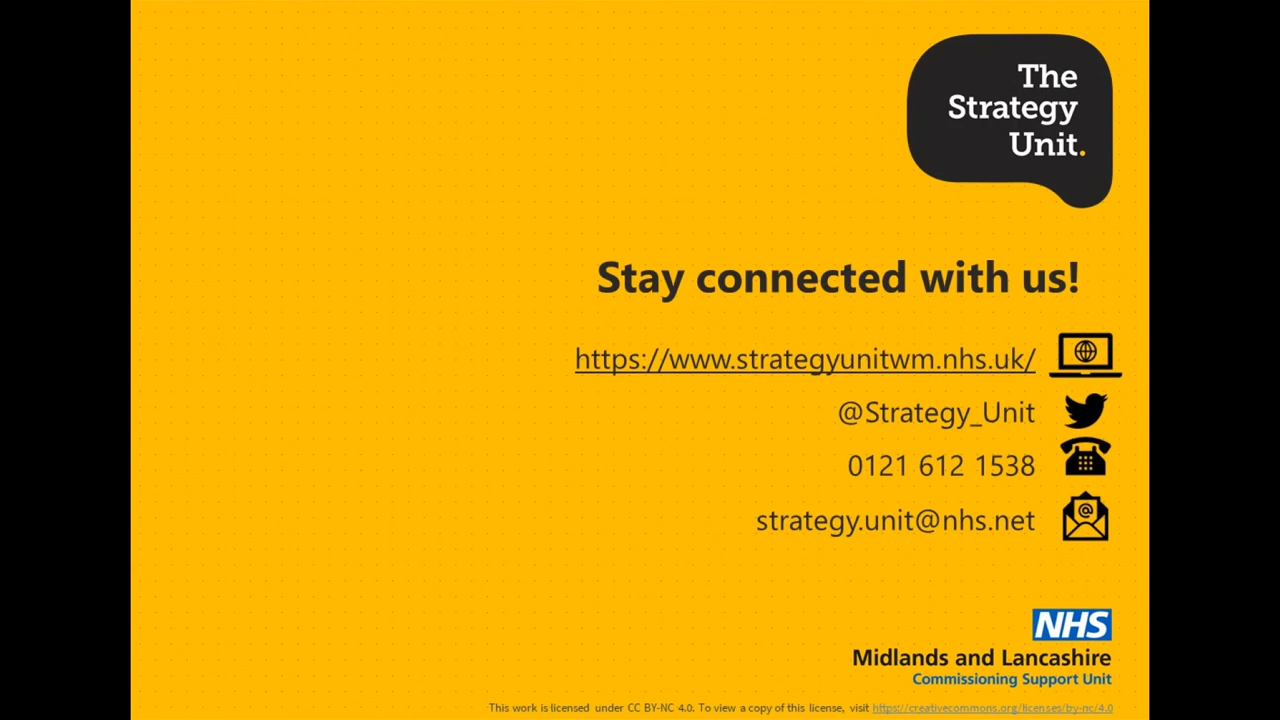 The
Strategy
Unit.
Stay connected with us!
https://www.strategyunitwm.nhs.uk/
@Strategy_Unit
0121 612 1538
strategy.unit@nhs.net
NHS
Midlands and Lancashire
Commissioning Support Unit
This work is licensed under CC BY-NC 4.0. To view a copy of this license, visit https://creativecommons.org/licenses/by-nc/4.0